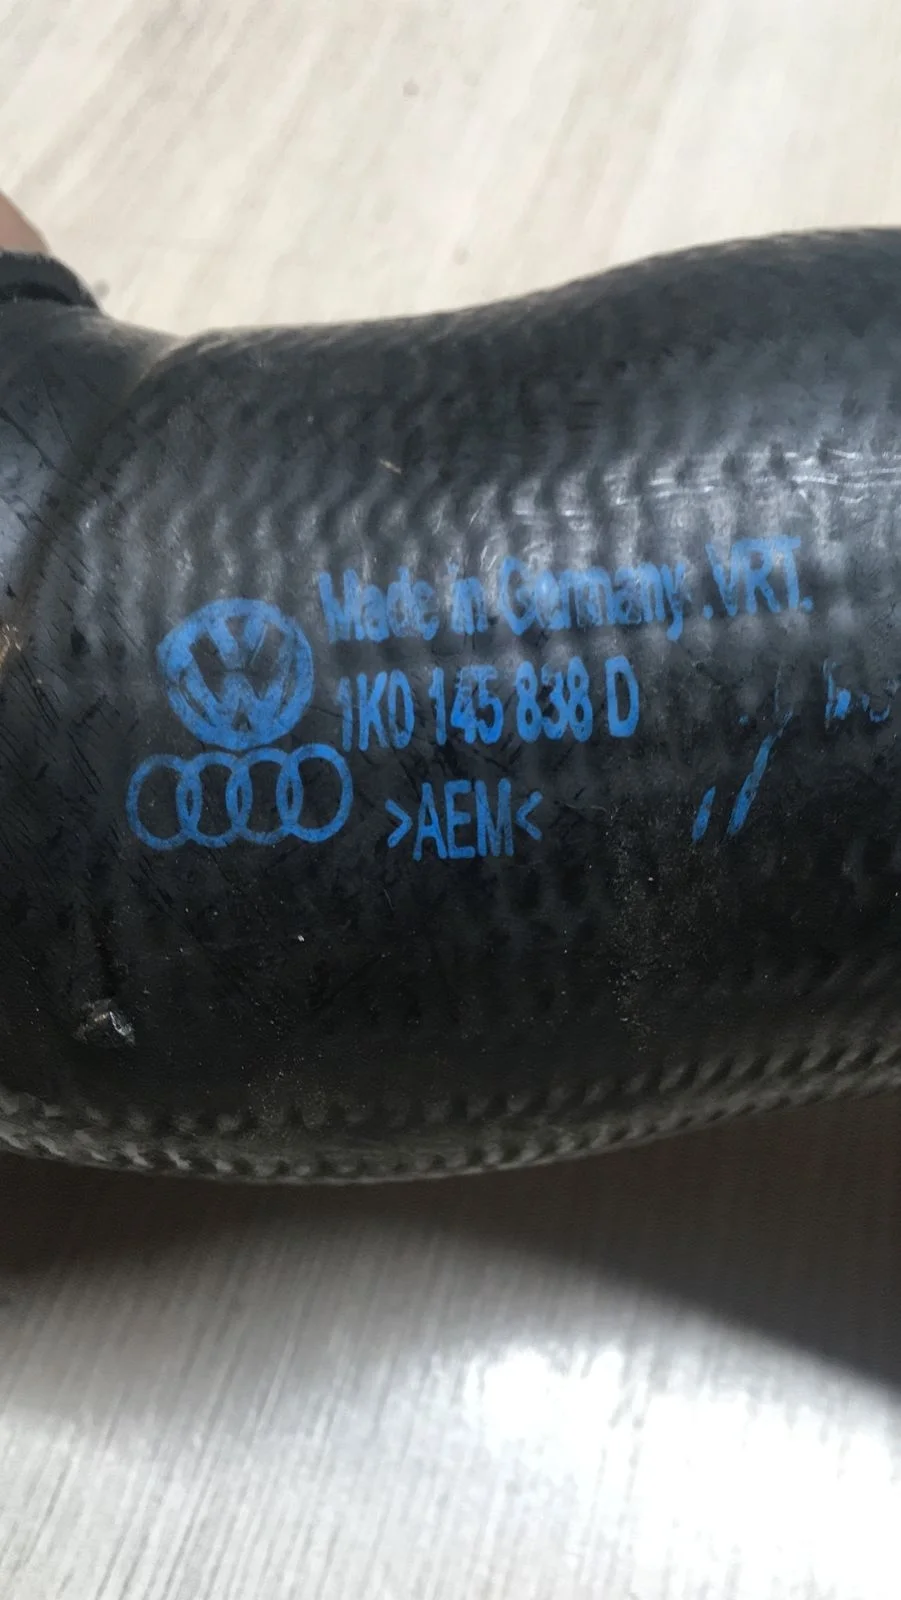 Made in Germany .VRT.
1K0 145 838 D
>AEM<